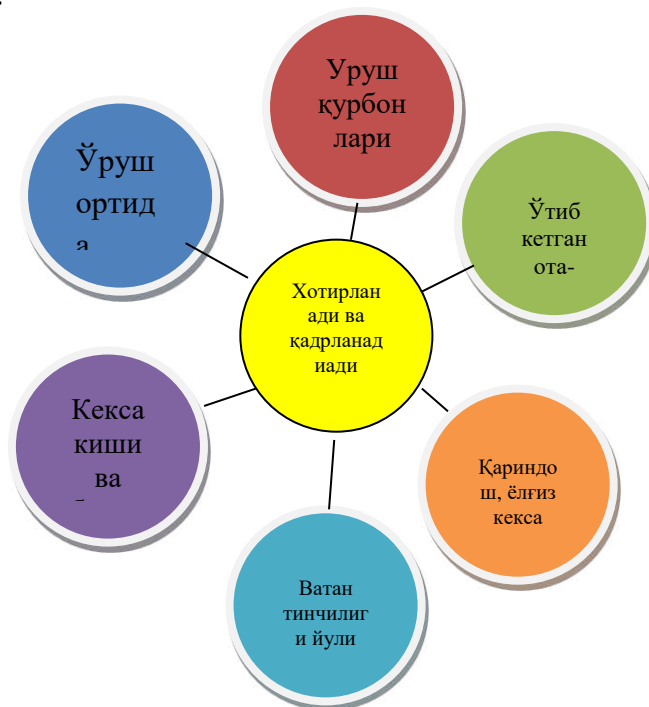 Уруш
қурбон
лари
Ўруш
ортид
Ўтиб
кетган
ота-
Хотирлан
ади ва
қадрланад
иади
Кекса
киши
ва
Қариндо
ш, ёлғиз
кекса
Ватан
тинчилиг
и йули